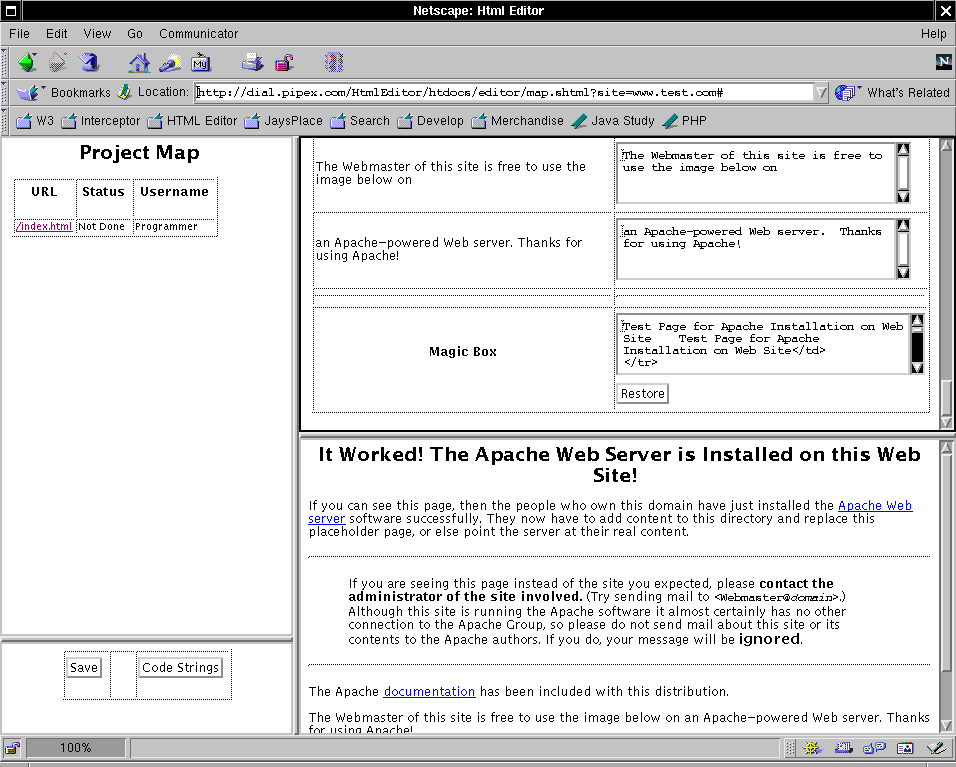 Netscape: Html Editor
File Edit View Go Communicator Help
My
N
Bookmarks Location: http://dial.pipex.com/HtmlEditor/htdocs/editor/map.shtml?site=www.test.com# What's Related
W3 Interceptor HTML Editor JaysPlace Search Develop Merchandise Java Study PHP
Project Map
URL Status Username
/index.html Not Done Programmer
Save Code Strings
The Webmaster of this site is free to use the
image below on
The Webmaster of this site is free to
use the image below on
an Apache-powered Web server. Thanks for
using Apache!
an Apache-powered Web server.  Thanks
for using Apache!
Magic Box
Test Page for Apache Installation on Web
Site    Test Page for Apache
Installation on Web Site</td>
</tr>
Restore
It Worked! The Apache Web Server is Installed on this Web
Site!
If you can see this page, then the people who own this domain have just installed the Apache Web
server software successfully. They now have to add content to this directory and replace this
placeholder page, or else point the server at their real content.
If you are seeing this page instead of the site you expected, please contact the
administrator of the site involved. (Try sending mail to <Webmaster@domain>.)
Although this site is running the Apache software it almost certainly has no other
connection to the Apache Group, so please do not send mail about this site or its
contents to the Apache authors. If you do, your message will be ignored.
The Apache documentation has been included with this distribution.
The Webmaster of this site is free to use the image below on an Apache-powered Web server. Thanks
for using Apache!
100%